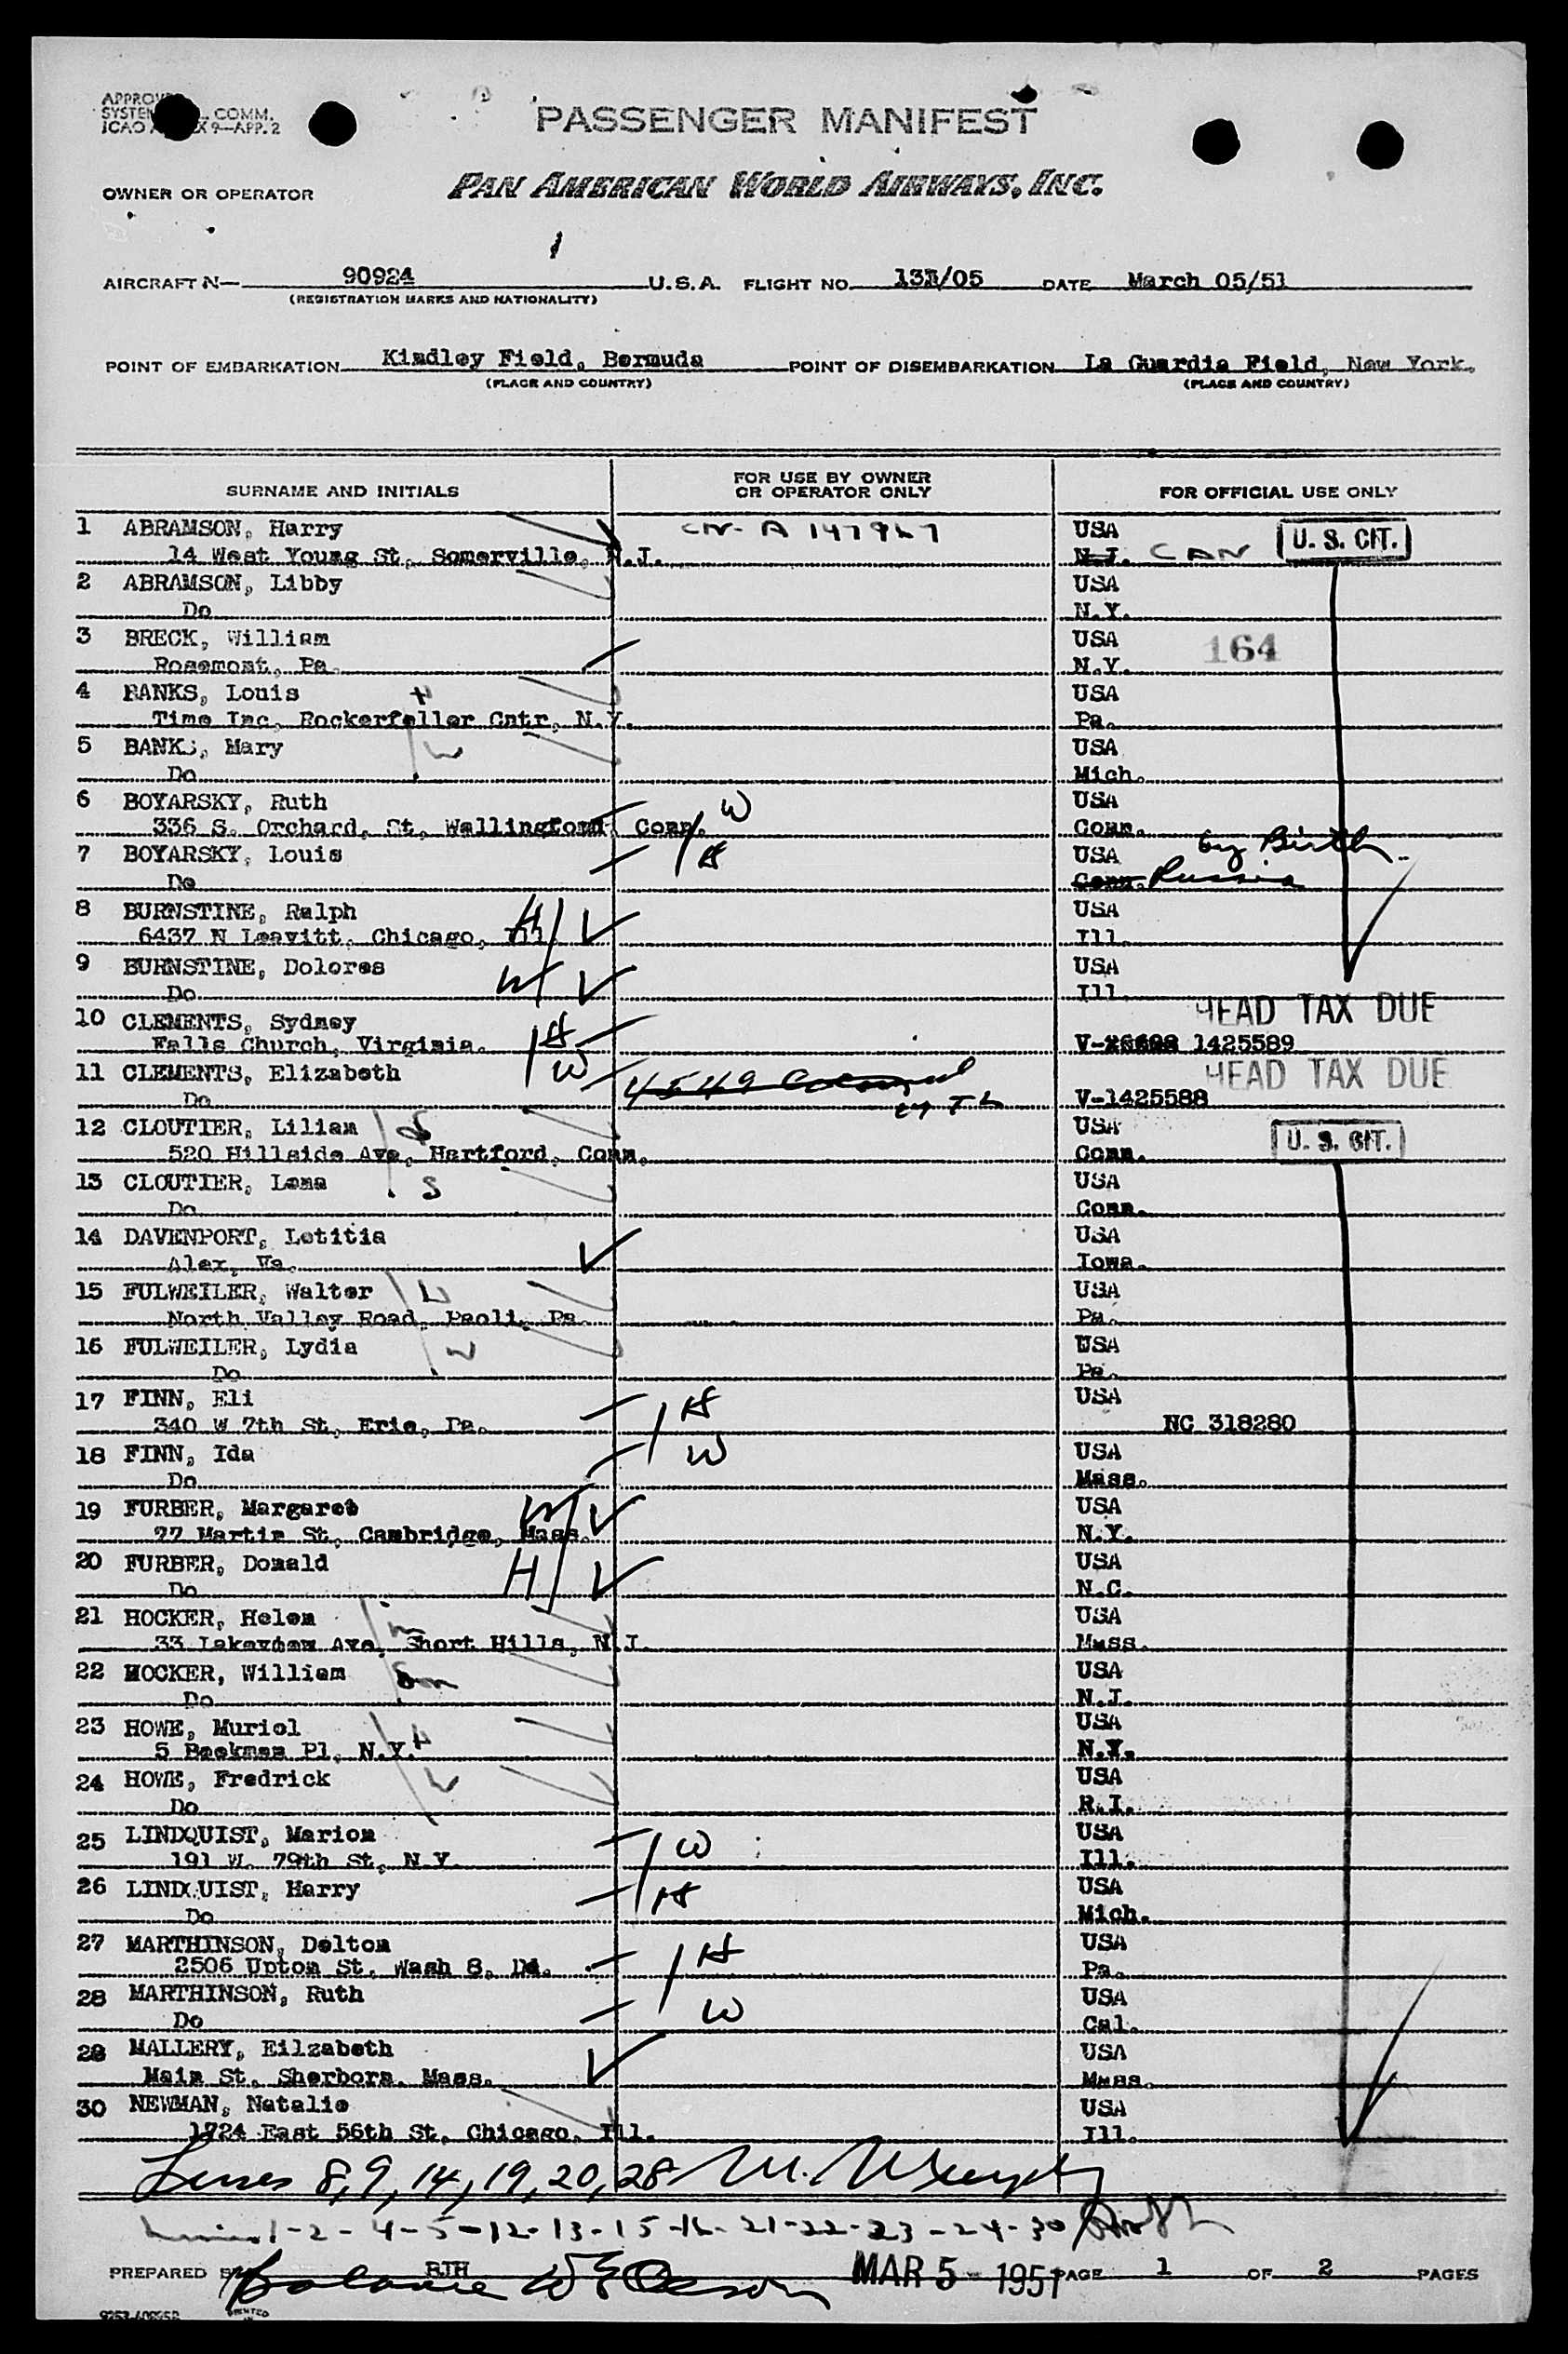 PASSENGER MANIFEST
OWNER OR OPERATOR PAN AMERICAN WORLD AIRWAYS, INC.
AIRCRAFT N— 90924 U.S.A. FLIGHT NO. 131/05 DATE March 05/51
(REGISTRATION MARKS AND NATIONALITY)
POINT OF EMBARKATION Kindley Field, Bermuda POINT OF DISEMBARKATION La Guardia Field, New York.
(PLACE AND COUNTRY) (PLACE AND COUNTRY)
SURNAME AND INITIALS FOR USE BY OWNER OR OPERATOR ONLY FOR OFFICIAL USE ONLY
1 ABRAMSON, Harry CN- A 147967 USA U. S. CIT.
14 West Young St, Somerville, N.J. N.J. CAN
2 ABRAMSON, Libby USA
Do N.Y.
3 BRECK, William USA 164
Rosemont, Pa. N.Y.
4 BANKS, Louis H USA
Time Inc, Rockerfeller Cntr, N.Y. Pa.
5 BANKS, Mary W USA
Do Mich.
6 BOYARSKY, Ruth W USA
336 S. Orchard, St, Wallingford, Conn. Conn.
7 BOYARSKY, Louis H USA by Birth
Do Conn. Russia
8 BURNSTINE, Ralph H USA
6437 N Leavitt, Chicago, Ill. Ill.
9 BURNSTINE, Dolores W USA
Do Ill.
10 CLEMENTS, Sydney H HEAD TAX DUE
Falls Church, Virginia. V- 1425589
11 CLEMENTS, Elizabeth W 4549 HEAD TAX DUE
Do V-1425588
12 CLOUTIER, Lilian S USA U. S. CIT.
520 Hillside Ave, Hartford, Conn. Conn.
13 CLOUTIER, Lena S USA
Do Conn.
14 DAVENPORT, Letitia USA
Alex, Va. Iowa.
15 FULWEILER, Walter H USA
North Valley Road, Paoli, Pa. Pa.
16 FULWEILER, Lydia W USA
Do Pa.
17 FINN, Eli H USA
340 W 7th St, Erie, Pa. NC 318280
18 FINN, Ida W USA
Do Mass.
19 FURBER, Margaret W USA
27 Martin St, Cambridge, Mass. N.Y.
20 FURBER, Donald H USA
Do N.C.
21 HOCKER, Helen m USA
33 Lakeview Ave, Short Hills, N.J. Mass.
22 HOCKER, William Son USA
Do N.J.
23 HOWE, Muriel USA
5 Beekman Pl, N.Y. N.Y.
24 HOWE, Fredrick USA
Do R.I.
25 LINDQUIST, Marion W USA
191 W. 79th St, N.Y. Ill.
26 LINDQUIST, Harry H USA
Do Mich.
27 MARTHINSON, Delton H USA
2506 Upton St, Wash 8, Dc. Pa.
28 MARTHINSON, Ruth W USA
Do Cal.
28 MALLERY, Eilzabeth USA
Main St, Sherborn, Mass. Mass.
30 NEWMAN, Natalie USA
1724 East 56th St, Chicago, Ill. Ill.
Lines 8, 9, 14, 19, 20, 28 M. Murphy
Lines 1-2-4-5-12-13-15-16-21-22-23-24-30
PREPARED BY RJH MAR 5 - 1951 PAGE 1 OF 2 PAGES